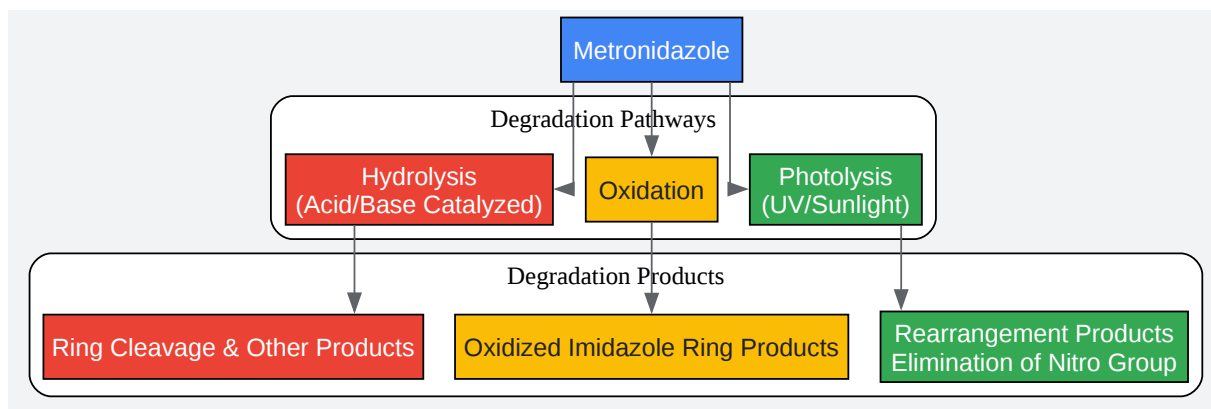 Metronidazole
Degradation Pathways
Hydrolysis
(Acid/Base Catalyzed)
Oxidation
Photolysis
(UV/Sunlight)
Degradation Products
Ring Cleavage & Other Products
Oxidized Imidazole Ring Products
Rearrangement Products
Elimination of Nitro Group